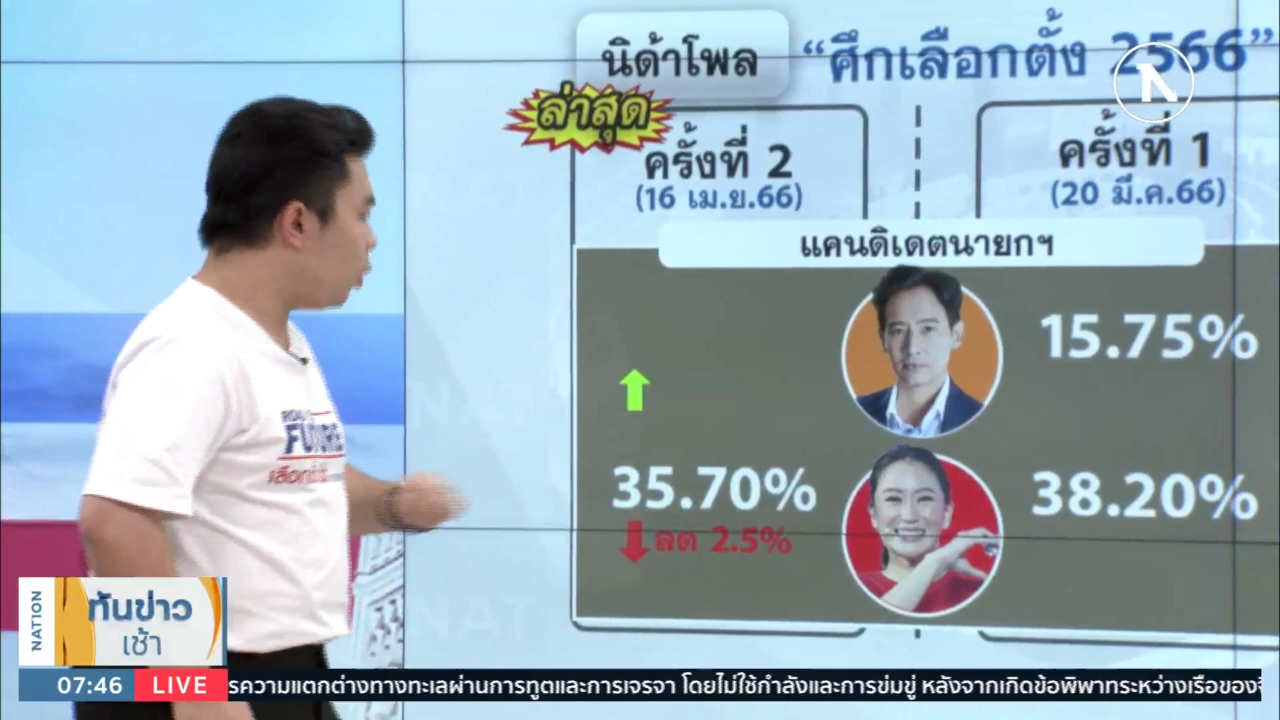 นิด้าโพล
“ศึกเลือกตั้ง 2566”
ล่าสุด
ครั้งที่ 2
(16 เม.ย.66)
ครั้งที่ 1
(20 มี.ค.66)
แคนดิเดตนายกฯ
15.75%
35.70%
38.20%
ลด 2.5%
FUTURE
NATION
ทันข่าว
เช้า
07:46 LIVE
รความแตกต่างทางทะเลผ่านการทูตและการเจรจา โดยไม่ใช้กำลังและการข่มขู่ หลังจากเกิดข้อพิพาทระหว่างเรือของ